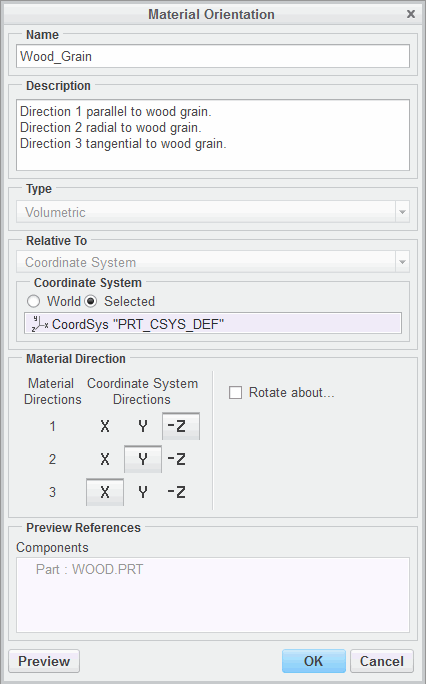 Material Orientation x
Name
Wood_Grain
Description
Direction 1 parallel to wood grain.
Direction 2 radial to wood grain.
Direction 3 tangential to wood grain.
Type
Volumetric
Relative To
Coordinate System
Coordinate System
World Selected
y z x CoordSys "PRT_CSYS_DEF"
Material Direction
Material Coordinate System
Directions Directions
Rotate about...
1 X Y -Z
2 X Y -Z
3 X Y -Z
Preview References
Components
Part : WOOD.PRT
Preview OK Cancel